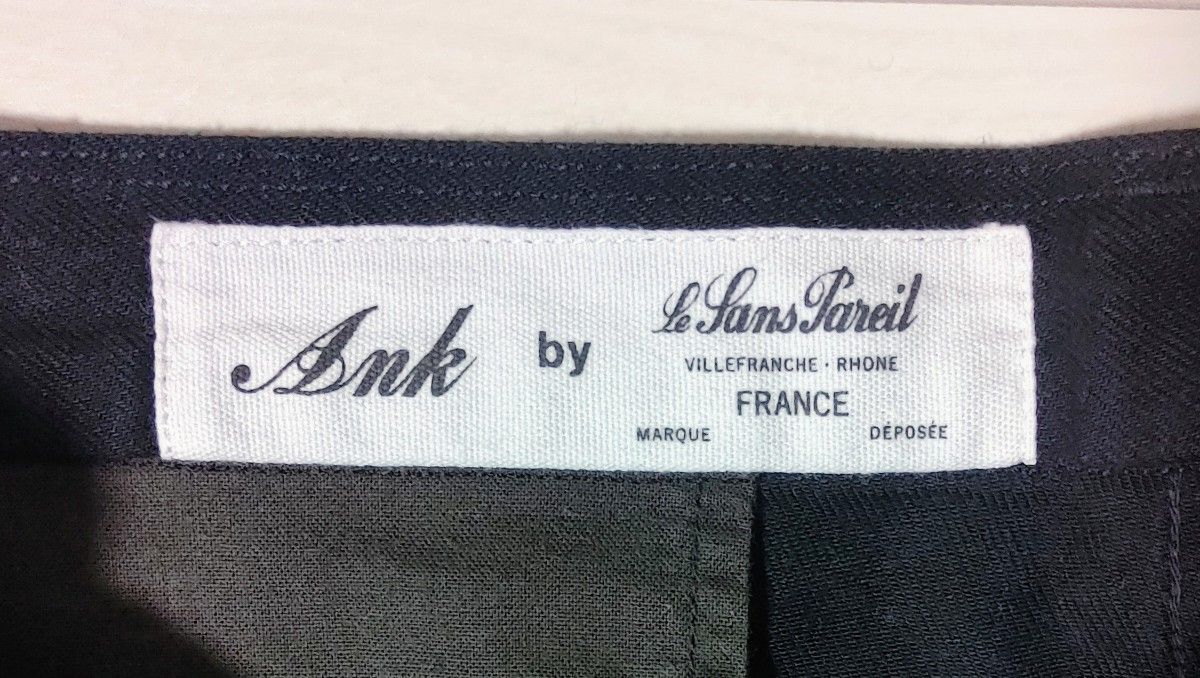 Ank by Le Sans Pareil
VILLEFRANCHE · RHONE
FRANCE
MARQUE DÉPOSÉE